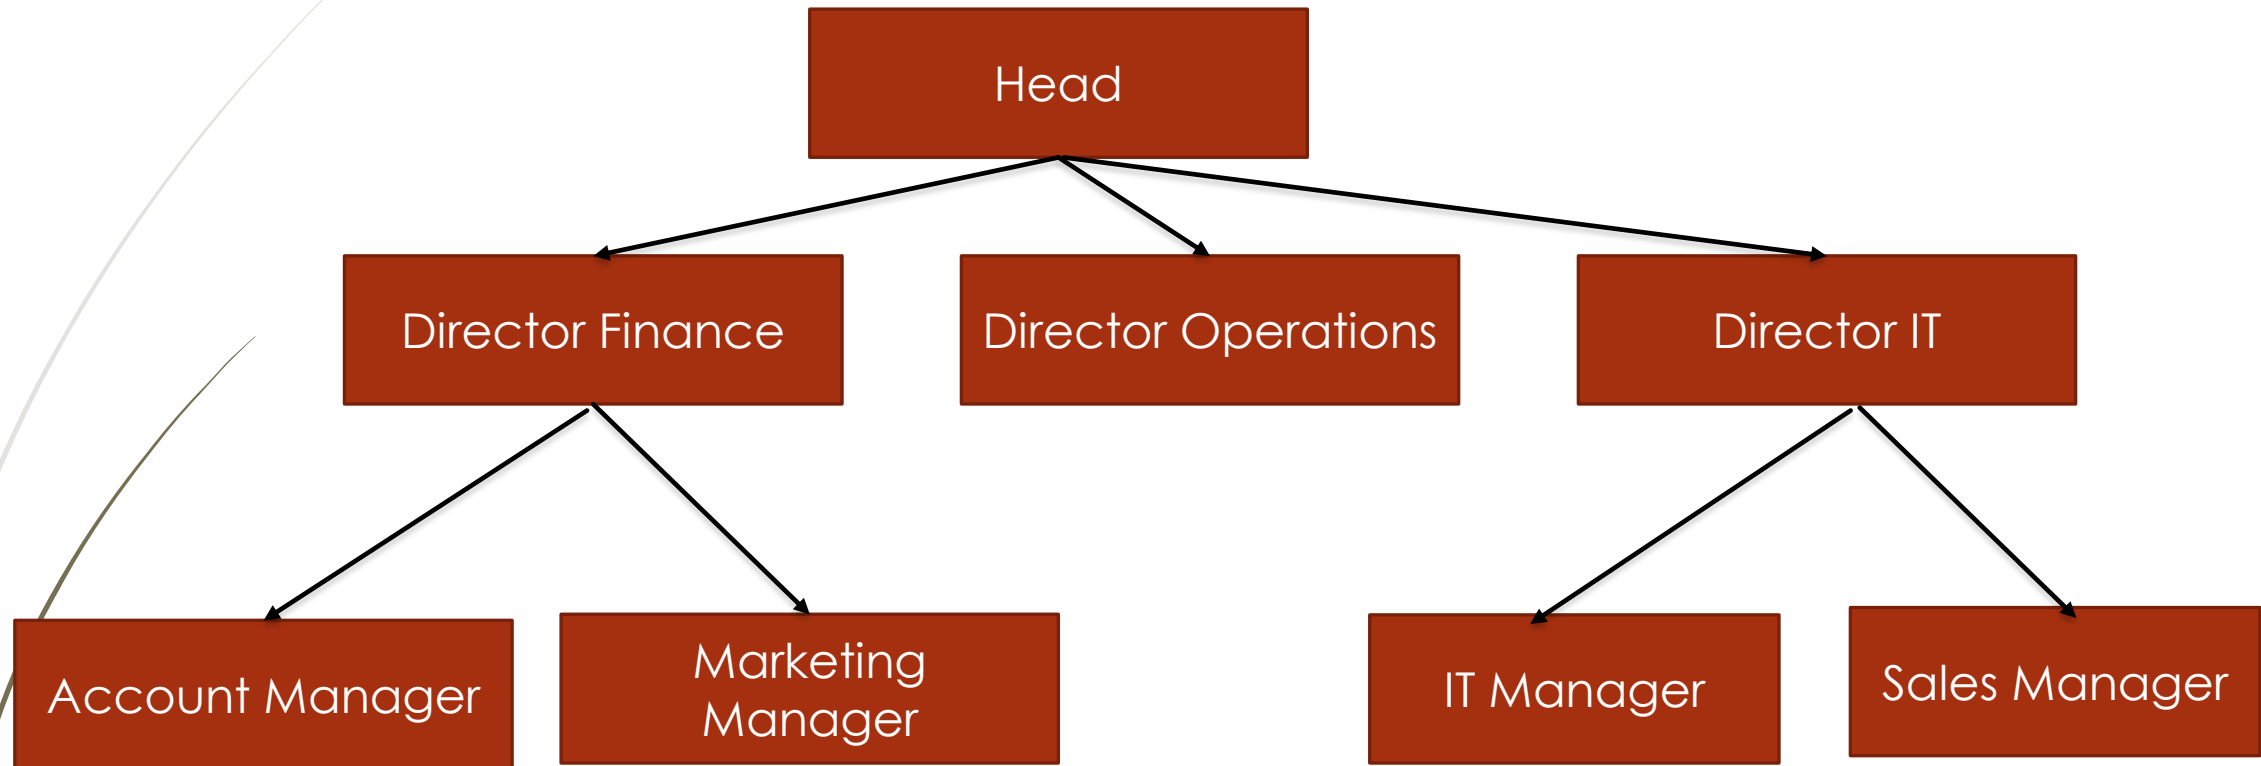 Head
Director Finance
Director Operations
Director IT
Account Manager
Marketing
Manager
IT Manager
Sales Manager